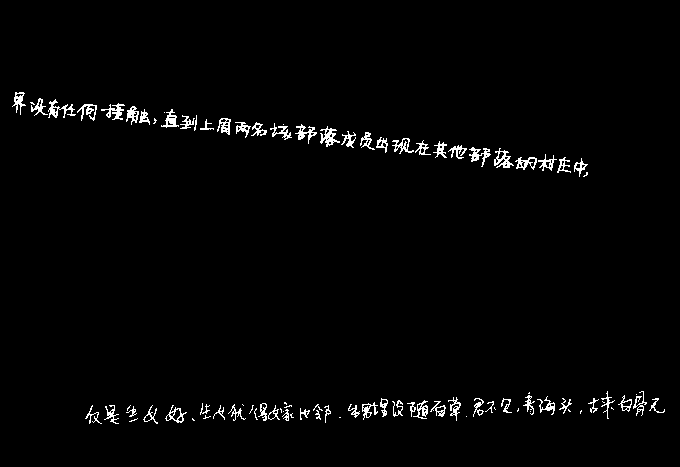 界没有任何接触,直到上周两名该部落成员出现在其他部落的村庄中,
仅是生女好、生女犹得嫁比邻.生男埋没随百草.君不见,青海头,古来白骨无